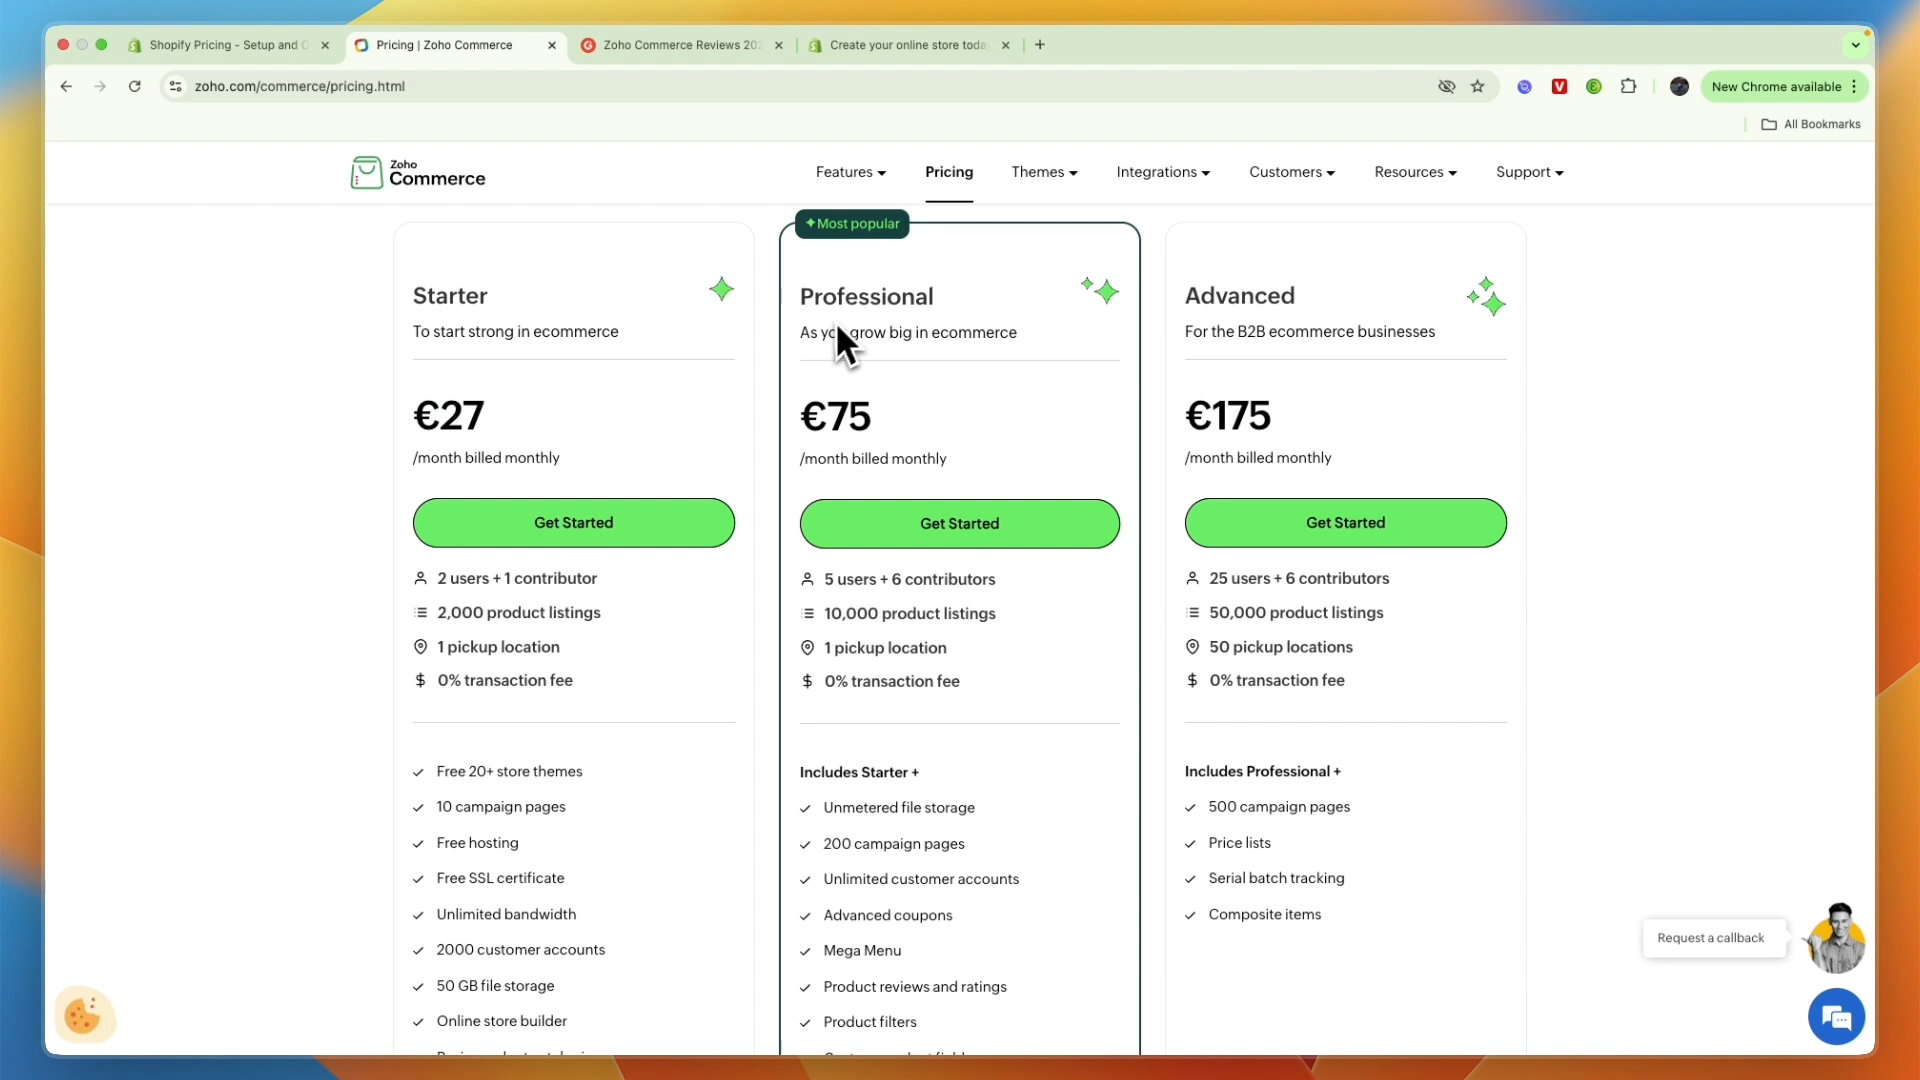 Shopify Pricing - Setup and
Pricing | Zoho Commerce
Zoho Commerce Reviews
Create your online store
zoho.com/commerce/pricing.html
New Chrome available
All Bookmarks
Zoho
Commerce
Features
Pricing
Themes
Integrations
Customers
Resources
Support
Most popular
Starter
To start strong in ecommerce
€27
/month billed monthly
Get Started
2 users + 1 contributor
2,000 product listings
1 pickup location
0% transaction fee
Free 20+ store themes
10 campaign pages
Free hosting
Free SSL certificate
Unlimited bandwidth
2000 customer accounts
50 GB file storage
Online store builder
Professional
As you grow big in ecommerce
€75
/month billed monthly
Get Started
5 users + 6 contributors
10,000 product listings
1 pickup location
0% transaction fee
Includes Starter +
Unmetered file storage
200 campaign pages
Unlimited customer accounts
Advanced coupons
Mega Menu
Product reviews and ratings
Product filters
Advanced
For the B2B ecommerce businesses
€175
/month billed monthly
Get Started
25 users + 6 contributors
50,000 product listings
50 pickup locations
0% transaction fee
Includes Professional +
500 campaign pages
Price lists
Serial batch tracking
Composite items
Request a callback